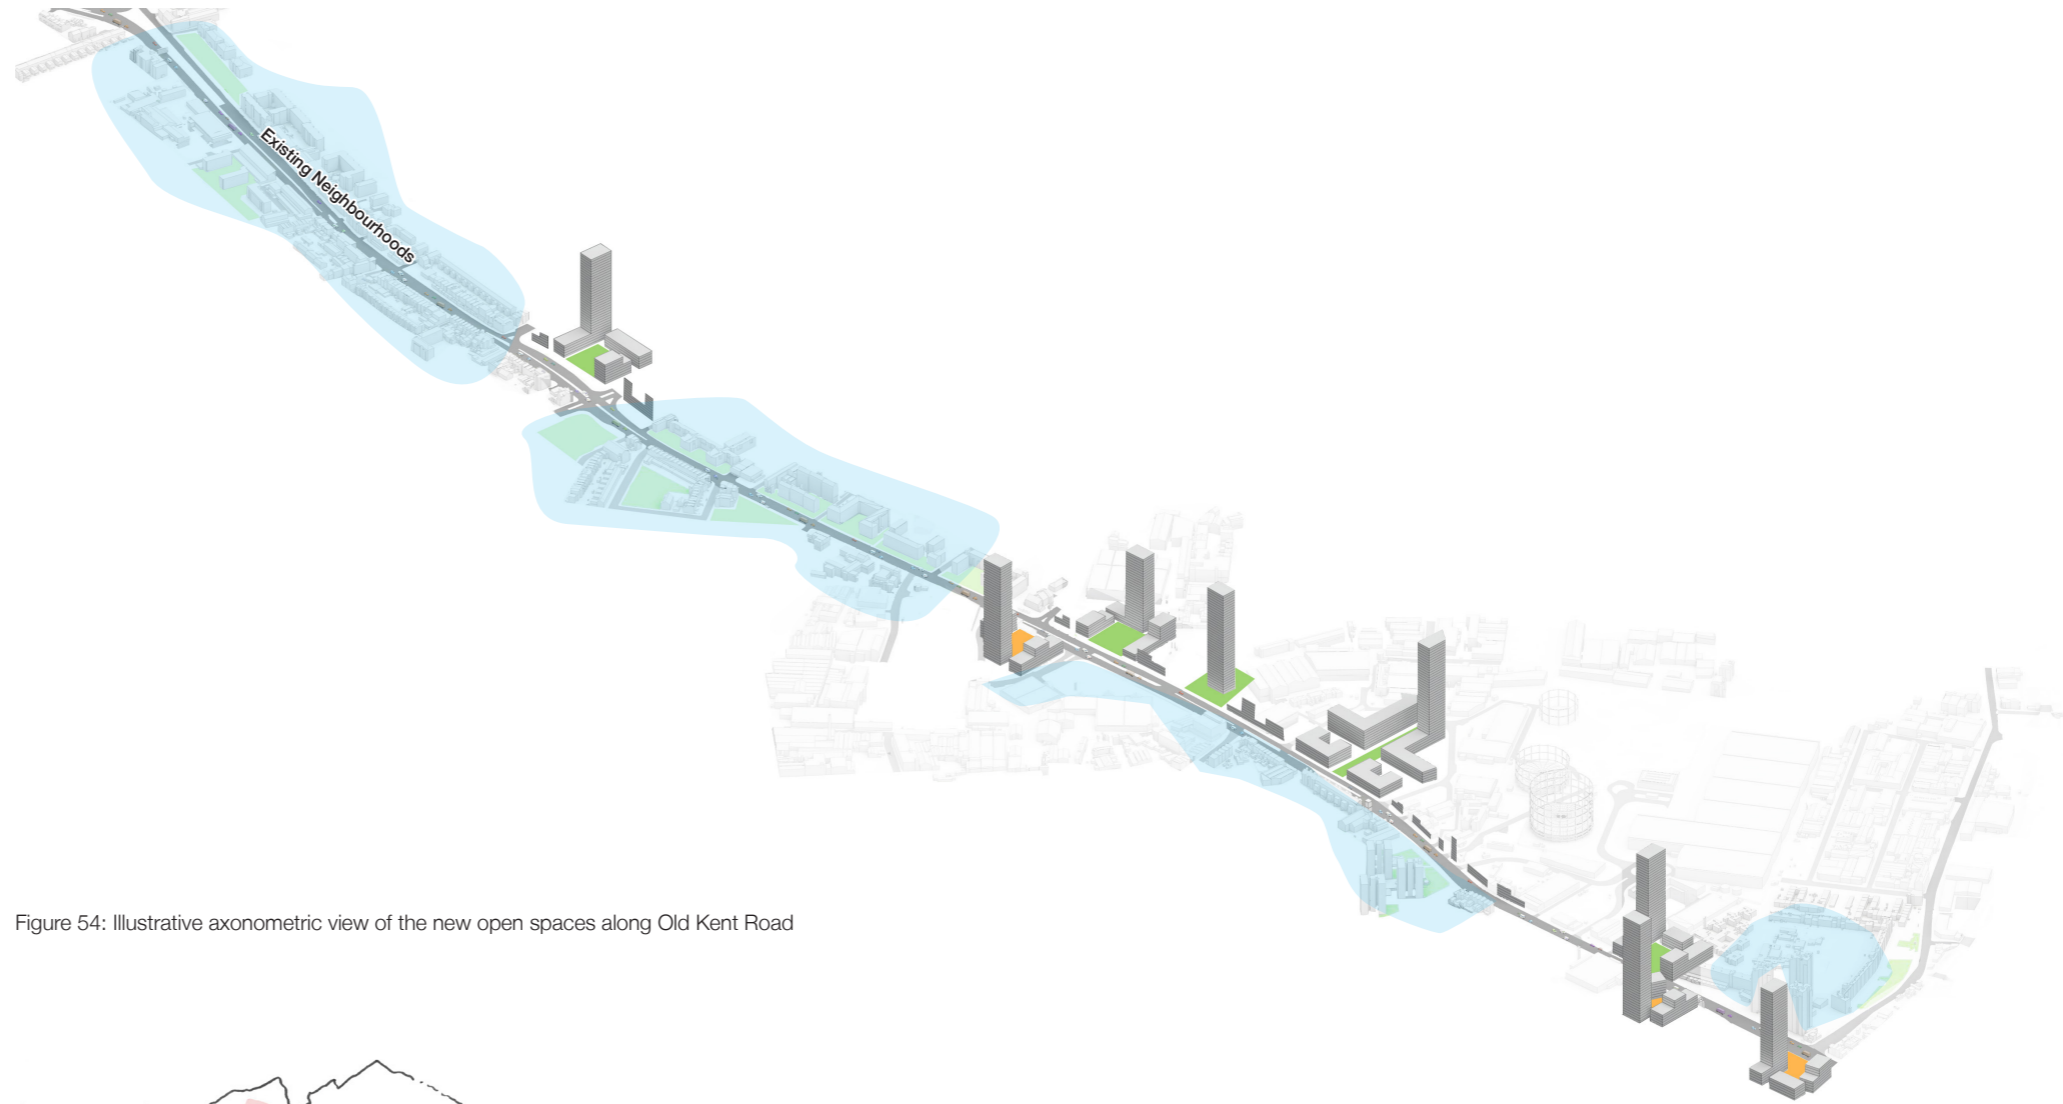 Existing Neighbourhoods
Figure 54: Illustrative axonometric view of the new open spaces along Old Kent Road